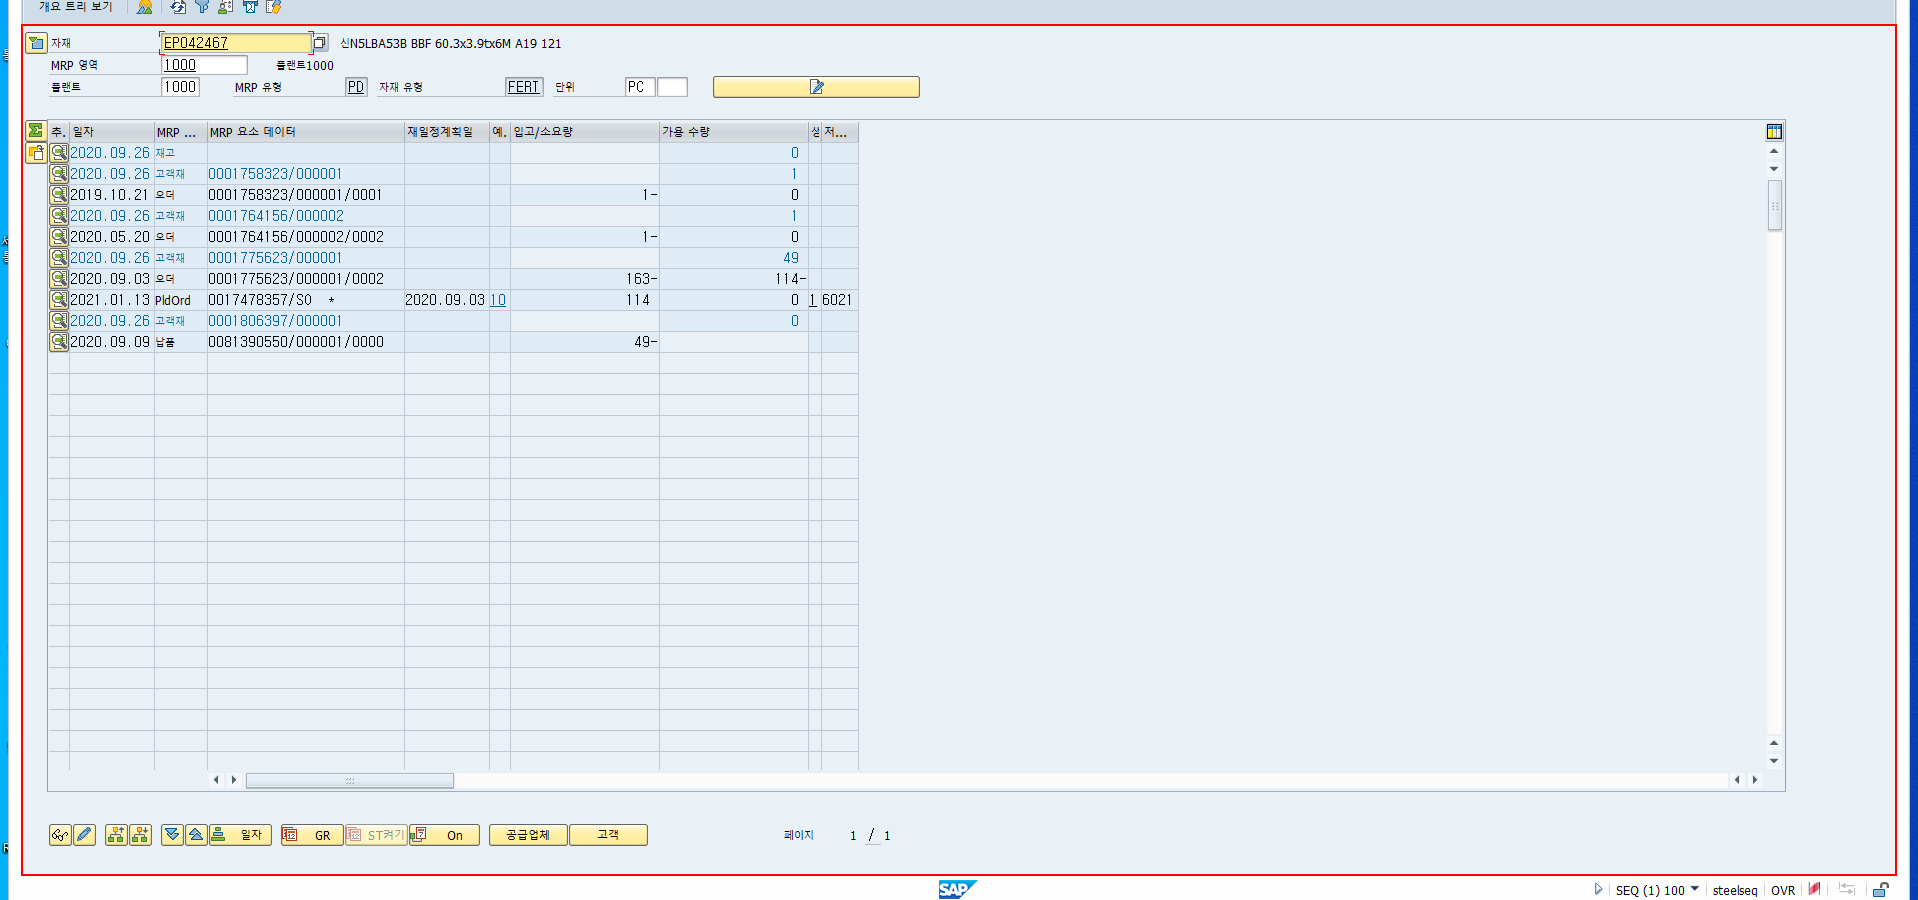 개요 트리 보기
자재 EP042467 신N5LBA53B BBF 60.3x3.9tx6M A19 121
MRP 영역 1000 플랜트1000
플랜트 1000 MRP 유형 PD 자재 유형 FERT 단위 PC
추. 일자 MRP ... MRP 요소 데이터 재일정계획일 예. 입고/소요량 가용 수량 저...
2020.09.26 재고 0
2020.09.26 고객재 0001758323/000001 1
2019.10.21 오더 0001758323/000001/0001 1- 0
2020.09.26 고객재 0001764156/000002 1
2020.05.20 오더 0001764156/000002/0002 1- 0
2020.09.26 고객재 0001775623/000001 49
2020.09.03 오더 0001775623/000001/0002 163- 114-
2021.01.13 PldOrd 0017478357/SO * 2020.09.03 10 114 0 1 6021
2020.09.26 고객재 0001806397/000001 0
2020.09.09 납품 0081390550/000001/0000 49-
일자 GR ST켜기 On 공급업체 고객 페이지 1 / 1
SAP SEQ (1) 100 steelseq OVR